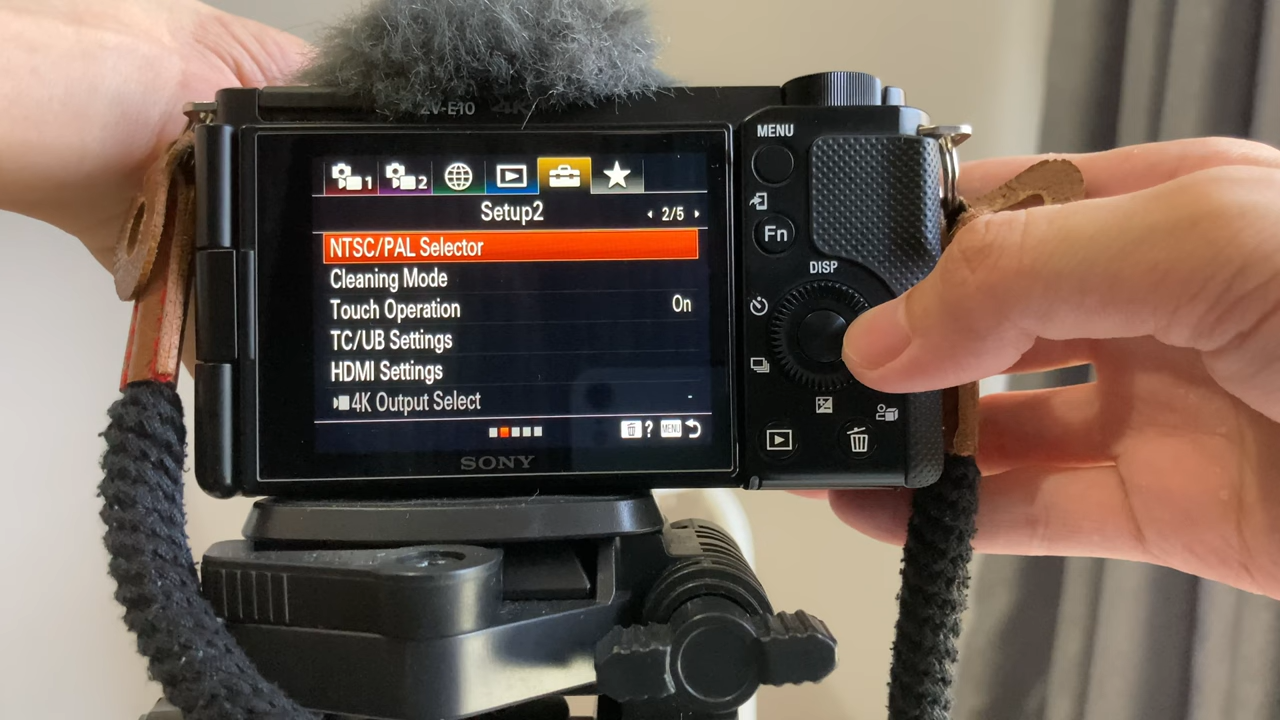 ZV-E10 4K
MENU
1 2
Setup2 2/5
NTSC/PAL Selector
Cleaning Mode
Touch Operation On
TC/UB Settings
HDMI Settings
4K Output Select -
? MENU
SONY
Fn
DISP